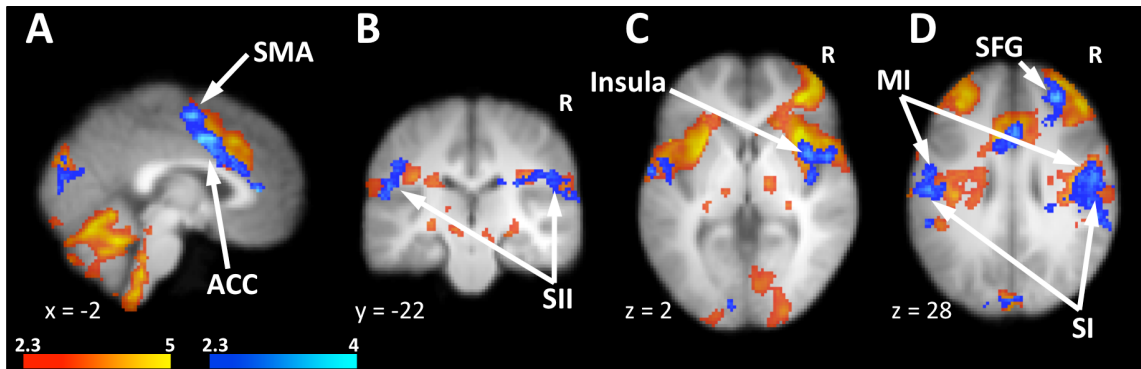 A
SMA
ACC
x = -2
2.3 5
2.3 4
B
R
SII
y = -22
C
R
Insula
z = 2
D
SFG
R
MI
SI
z = 28